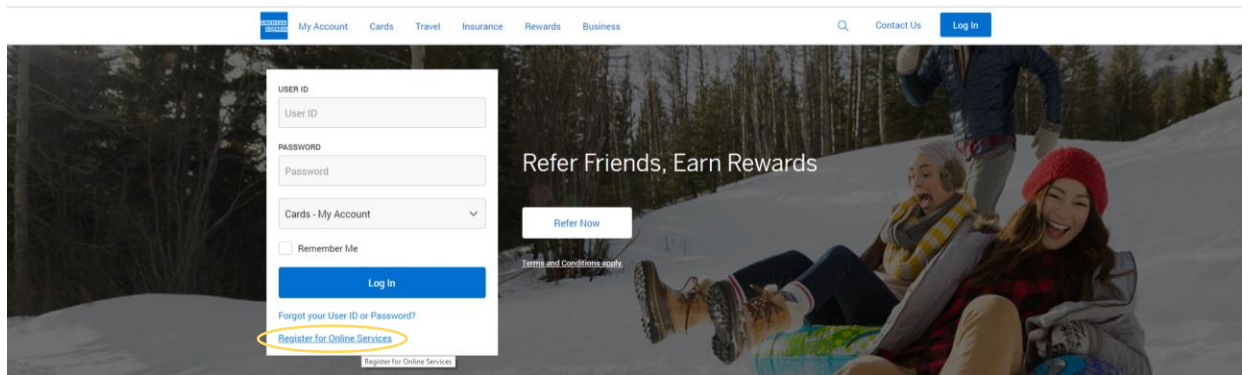 AMERICAN EXPRESS
My Account Cards Travel Insurance Rewards Business Contact Us Log In
USER ID
User ID
PASSWORD
Password
Cards - My Account
Remember Me
Log In
Forgot your User ID or Password?
Register for Online Services
Register for Online Services
Refer Friends, Earn Rewards
Refer Now
Terms and Conditions apply.